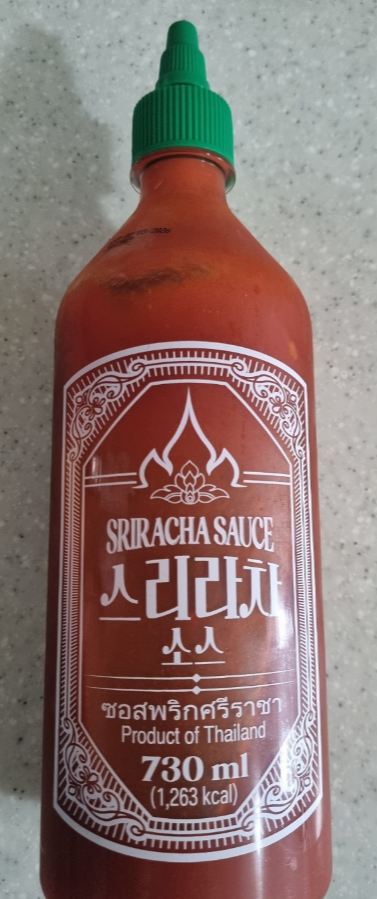 SRIRACHA SAUCE
스리라차
소스
ซอสพริกศรีราชา
Product of Thailand
730 ml
(1,263 kcal)